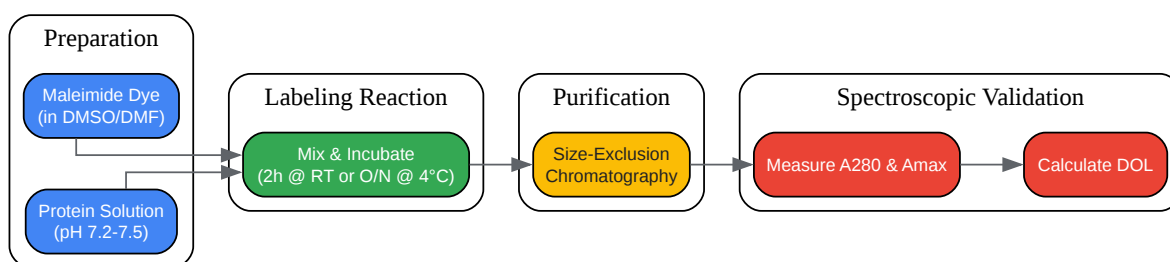 Preparation
Maleimide Dye
(in DMSO/DMF)
Protein Solution
(pH 7.2-7.5)
Labeling Reaction
Mix & Incubate
(2h @ RT or O/N @ 4°C)
Purification
Size-Exclusion
Chromatography
Spectroscopic Validation
Measure A280 & Amax
Calculate DOL